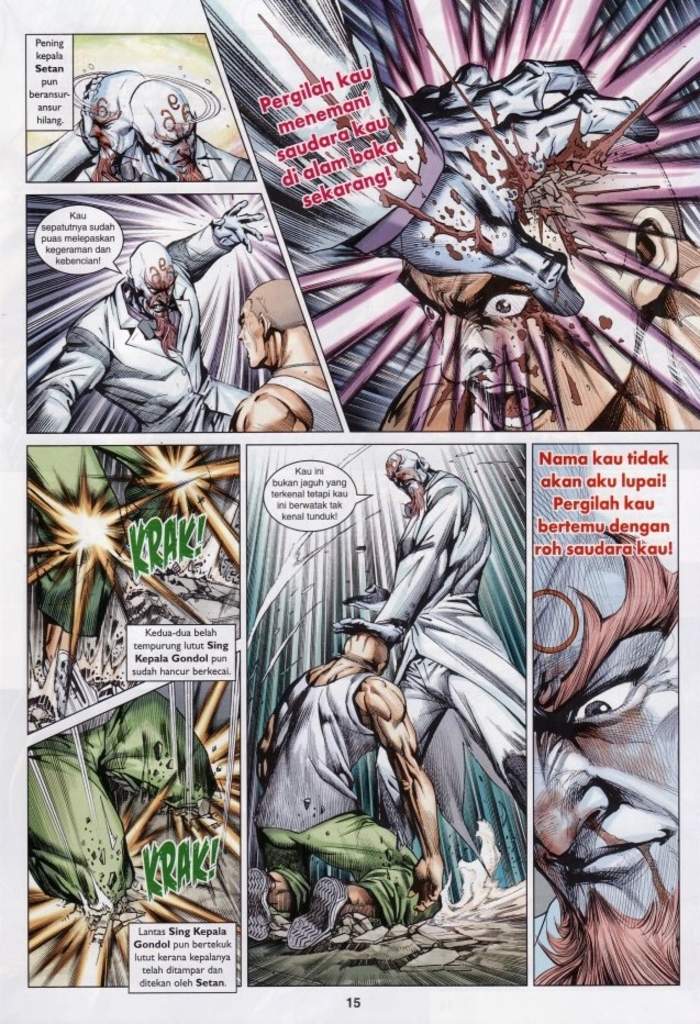 Pening
kepala
Setan
pun
beransur-
ansur
hilang.
Pergilah kau
menemani
saudara kau
di alam baka
sekarang!
Kau
sepatutnya sudah
puas melepaskan
kegeraman dan
kebencian!
KRAK!
Kedua-dua belah
tempurung lutut Sing
Kepala Gondol pun
sudah hancur berkecai.
KRAK!
Lantas Sing Kepala
Gondol pun bertekuk
lutut kerana kepalanya
telah ditampar dan
ditekan oleh Setan.
Kau ini
bukan jaguh yang
terkenal tetapi kau
ini berwatak tak
kenal tunduk!
Nama kau tidak
akan aku lupai!
Pergilah kau
bertemu dengan
roh saudara kau!
15